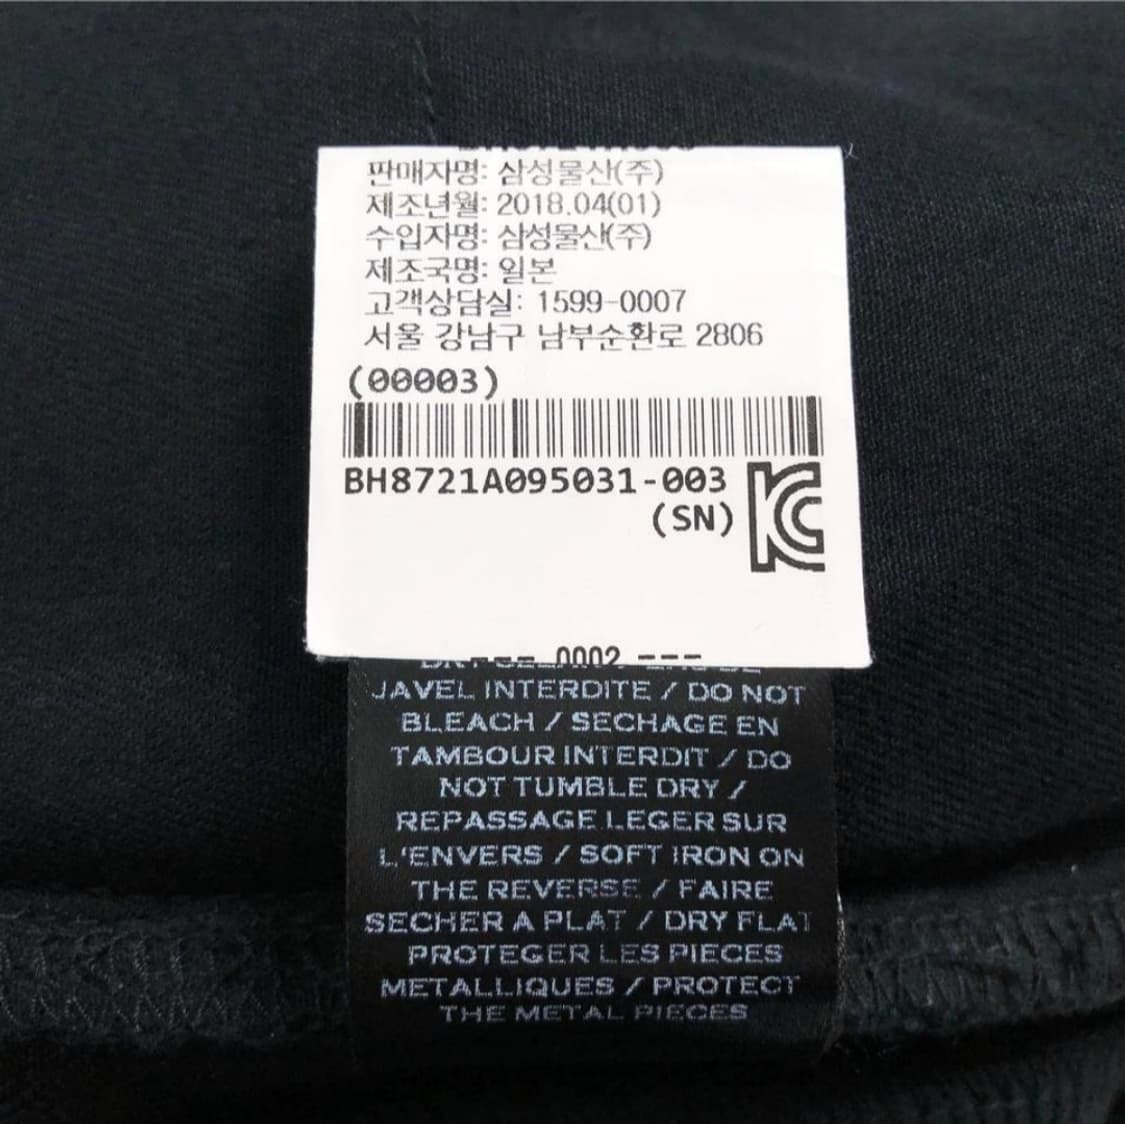 판매자명: 삼성물산(주)
제조년월: 2018.04(01)
수입자명: 삼성물산(주)
제조국명: 일본
고객상담실: 1599-0007
서울 강남구 남부순환로 2806
(00003)
BH8721A095031-003
(SN)
KC
--- 0002 ---
JAVEL INTERDITE / DO NOT
BLEACH / SECHAGE EN
TAMBOUR INTERDIT / DO
NOT TUMBLE DRY /
REPASSAGE LEGER SUR
L'ENVERS / SOFT IRON ON
THE REVERSE / FAIRE
SECHER A PLAT / DRY FLAT
PROTEGER LES PIECES
METALLIQUES / PROTECT
THE METAL PIECES